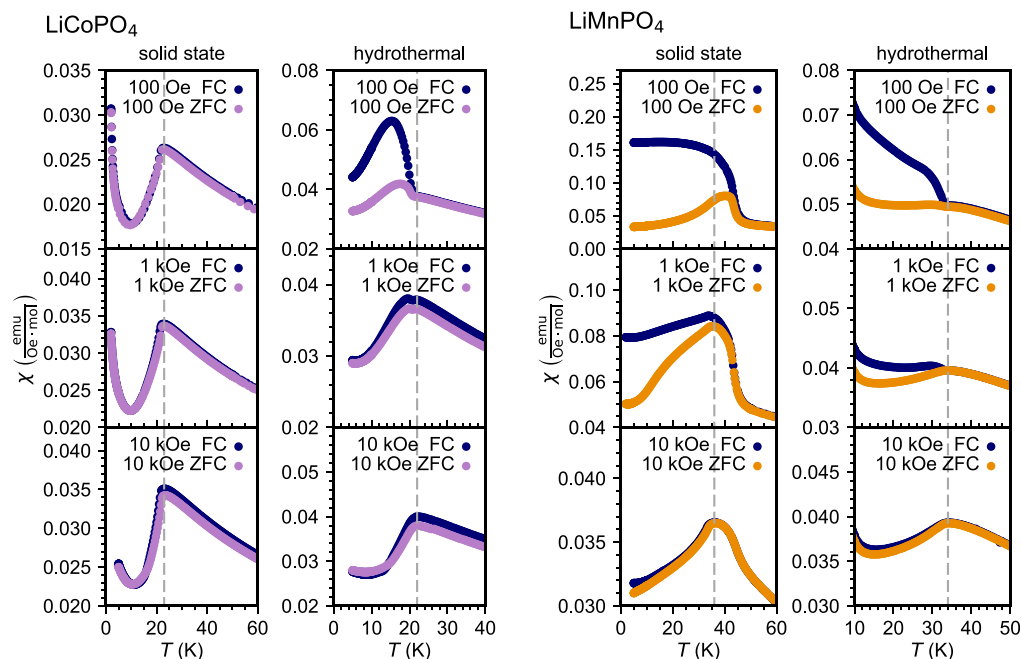 LiCoPO4
LiMnPO4
solid state
hydrothermal
solid state
hydrothermal
100 Oe FC
100 Oe ZFC
0.035
0.030
0.025
0.020
0.015
100 Oe FC
100 Oe ZFC
0.08
0.06
0.04
0.02
100 Oe FC
100 Oe ZFC
0.25
0.20
0.15
0.10
0.05
0.00
100 Oe FC
100 Oe ZFC
0.08
0.07
0.06
0.05
0.04
χ (emu/Oe·mol)
1 kOe FC
1 kOe ZFC
0.040
0.035
0.030
0.025
0.020
1 kOe FC
1 kOe ZFC
0.04
0.03
0.02
χ (emu/Oe·mol)
1 kOe FC
1 kOe ZFC
0.10
0.08
0.06
0.04
1 kOe FC
1 kOe ZFC
0.05
0.04
0.03
10 kOe FC
10 kOe ZFC
0.035
0.030
0.025
0.020
0 20 40 60
T (K)
10 kOe FC
10 kOe ZFC
0.05
0.04
0.03
0.02
0 10 20 30 40
T (K)
10 kOe FC
10 kOe ZFC
0.040
0.035
0.030
0 20 40 60
T (K)
10 kOe FC
10 kOe ZFC
0.045
0.040
0.035
0.030
10 20 30 40 50
T (K)